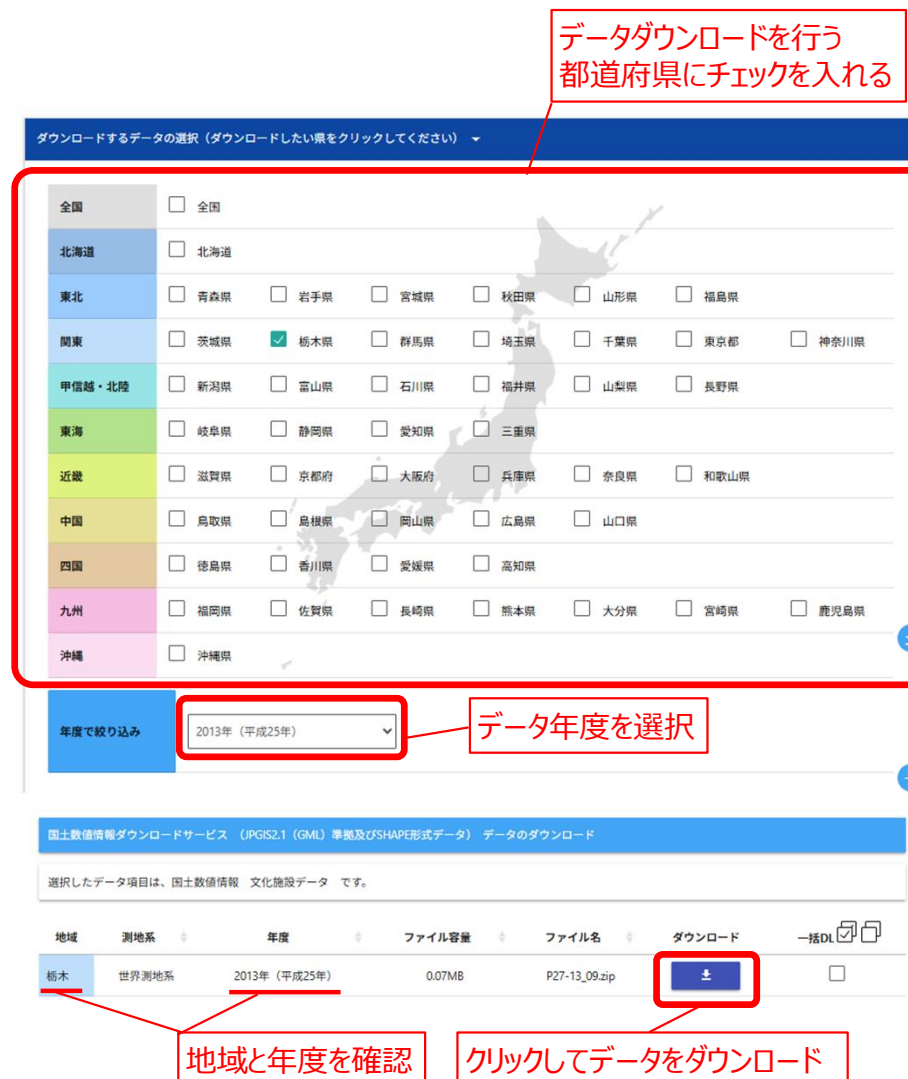 データダウンロードを行う
都道府県にチェックを入れる
ダウンロードするデータの選択（ダウンロードしたい県をクリックしてください）
全国 全国
北海道 北海道
東北 青森県 岩手県 宮城県 秋田県 山形県 福島県
関東 茨城県 栃木県 群馬県 埼玉県 千葉県 東京都 神奈川県
甲信越・北陸 新潟県 富山県 石川県 福井県 山梨県 長野県
東海 岐阜県 静岡県 愛知県 三重県
近畿 滋賀県 京都府 大阪府 兵庫県 奈良県 和歌山県
中国 鳥取県 島根県 岡山県 広島県 山口県
四国 徳島県 香川県 愛媛県 高知県
九州 福岡県 佐賀県 長崎県 熊本県 大分県 宮崎県 鹿児島県
沖縄 沖縄県
年度で絞り込み 2013年（平成25年） データ年度を選択
国土数値情報ダウンロードサービス （JPGIS2.1（GML）準拠及びSHAPE形式データ） データのダウンロード
選択したデータ項目は、国土数値情報 文化施設データ です。
地域 測地系 年度 ファイル容量 ファイル名 ダウンロード 一括DL
栃木 世界測地系 2013年（平成25年） 0.07MB P27-13_09.zip
地域と年度を確認 クリックしてデータをダウンロード